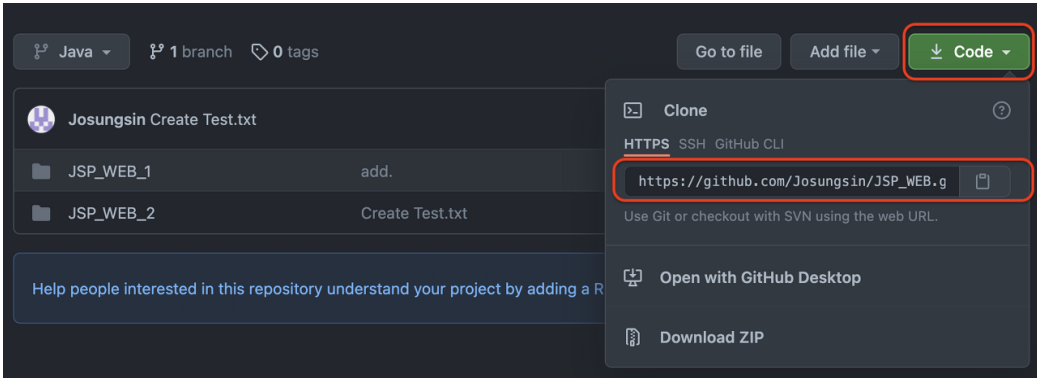 Java 1 branch 0 tags Go to file Add file Code
Josungsin Create Test.txt
JSP_WEB_1 add.
JSP_WEB_2 Create Test.txt
Help people interested in this repository understand your project by adding a R
Clone
HTTPS SSH GitHub CLI
https://github.com/Josungsin/JSP_WEB.g
Use Git or checkout with SVN using the web URL.
Open with GitHub Desktop
Download ZIP